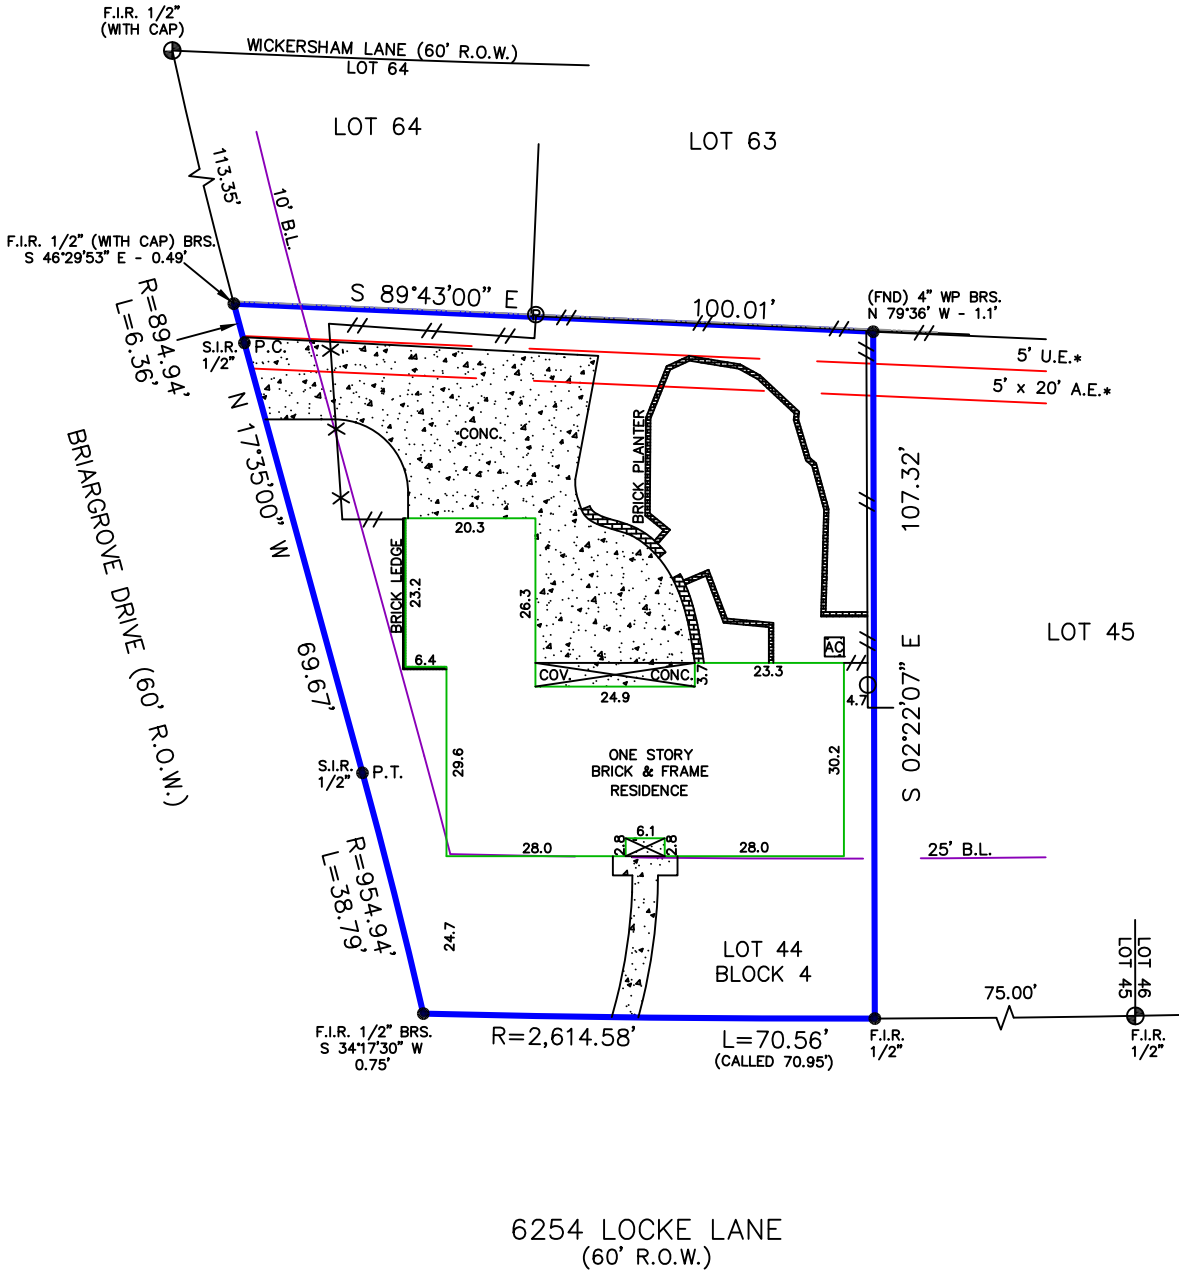 F.I.R. 1/2"
(WITH CAP)
WICKERSHAM LANE (60' R.O.W.)
LOT 64
LOT 64
LOT 63
113.35'
10' B.L.
F.I.R. 1/2" (WITH CAP) BRS.
S 46°29'53" E - 0.49'
S 89°43'00" E
100.01'
(FND) 4" WP BRS.
N 79°36' W - 1.1'
R=894.94'
L=6.36'
S.I.R.
1/2"
P.C.
5' U.E.*
5' x 20' A.E.*
N 17°35'00" W
69.67'
CONC.
BRICK PLANTER
107.32'
S 02°22'07" E
BRIARGROVE DRIVE (60' R.O.W.)
20.3
BRICK LEDGE
23.2
26.3
6.4
COV.
CONC.
24.9
3.7
23.3
AC
4.7
LOT 45
29.6
ONE STORY
BRICK & FRAME
RESIDENCE
30.2
S.I.R.
1/2"
P.T.
28.0
2.8
6.1
2.8
28.0
25' B.L.
R=954.94'
L=38.79'
24.7
LOT 44
BLOCK 4
LOT 46
LOT 45
75.00'
F.I.R. 1/2" BRS.
S 34°17'30" W
0.75'
R=2,614.58'
L=70.56'
(CALLED 70.95')
F.I.R.
1/2"
F.I.R.
1/2"
6254 LOCKE LANE
(60' R.O.W.)